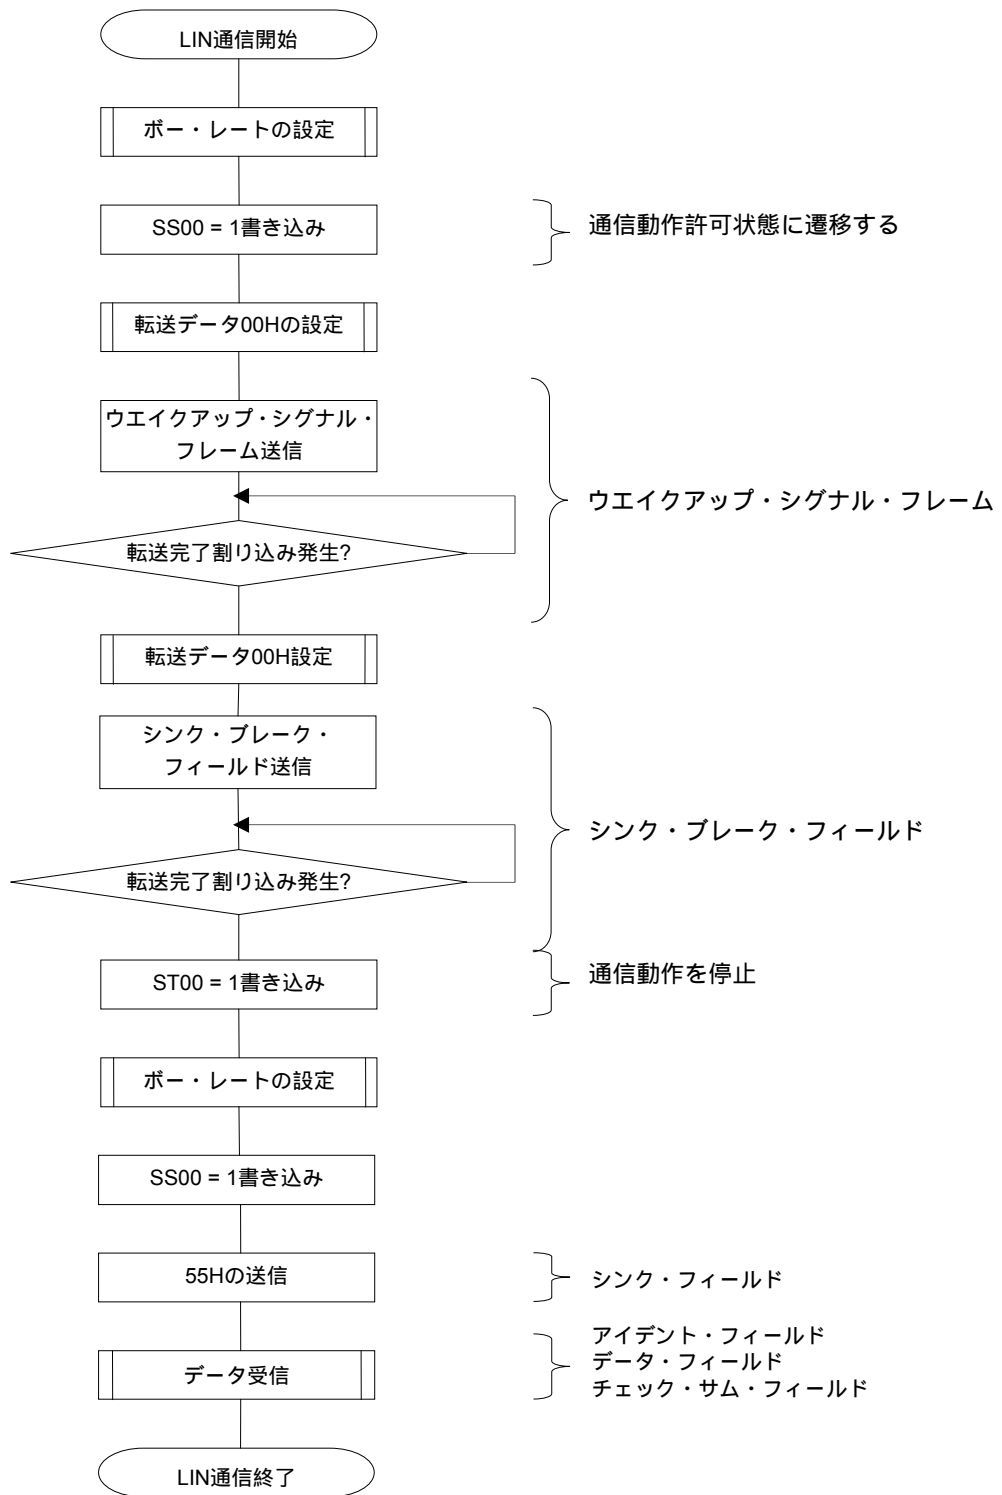 LIN通信開始
ボー・レートの設定
SS00 = 1書き込み
通信動作許可状態に遷移する
転送データ00Hの設定
ウエイクアップ・シグナル・
フレーム送信
ウエイクアップ・シグナル・フレーム
転送完了割り込み発生?
転送データ00H設定
シンク・ブレーク・
フィールド送信
シンク・ブレーク・フィールド
転送完了割り込み発生?
ST00 = 1書き込み
通信動作を停止
ボー・レートの設定
SS00 = 1書き込み
55Hの送信
シンク・フィールド
データ受信
アイデント・フィールド
データ・フィールド
チェック・サム・フィールド
LIN通信終了